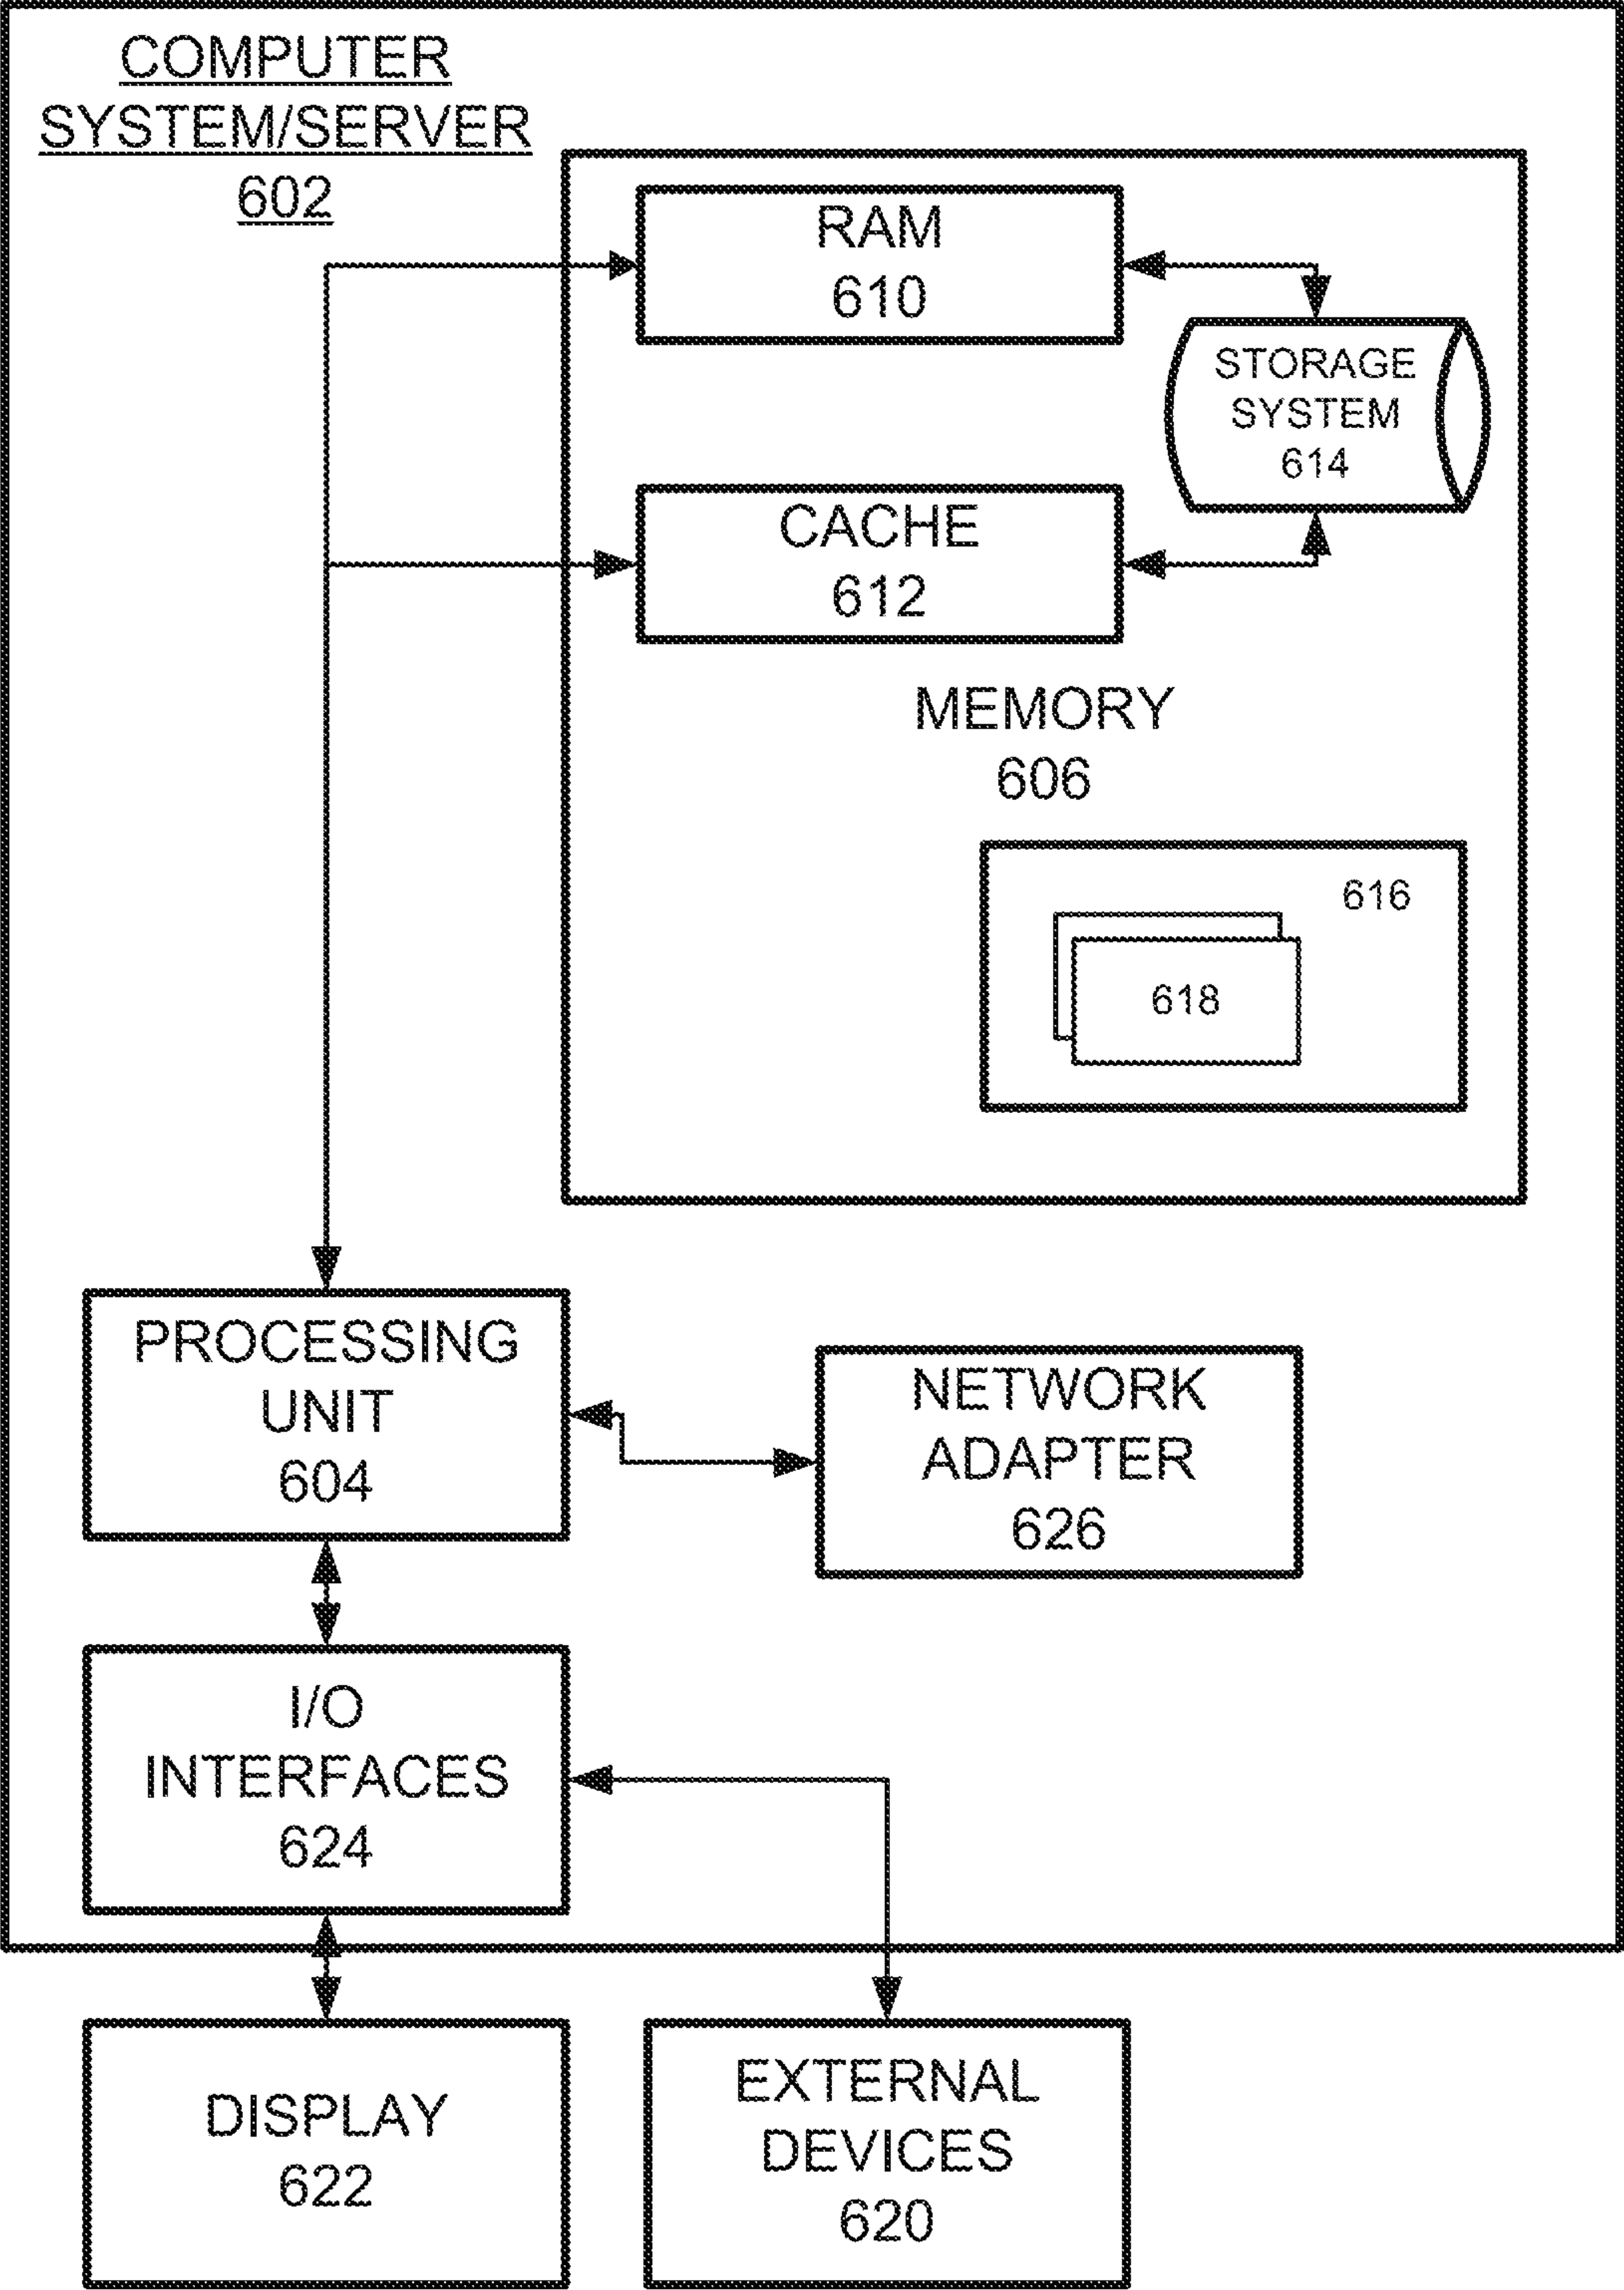 COMPUTER
SYSTEM/SERVER
602
RAM
610
STORAGE
SYSTEM
614
CACHE
612
MEMORY
606
616
618
PROCESSING
UNIT
604
NETWORK
ADAPTER
626
I/O
INTERFACES
624
DISPLAY
622
EXTERNAL
DEVICES
620